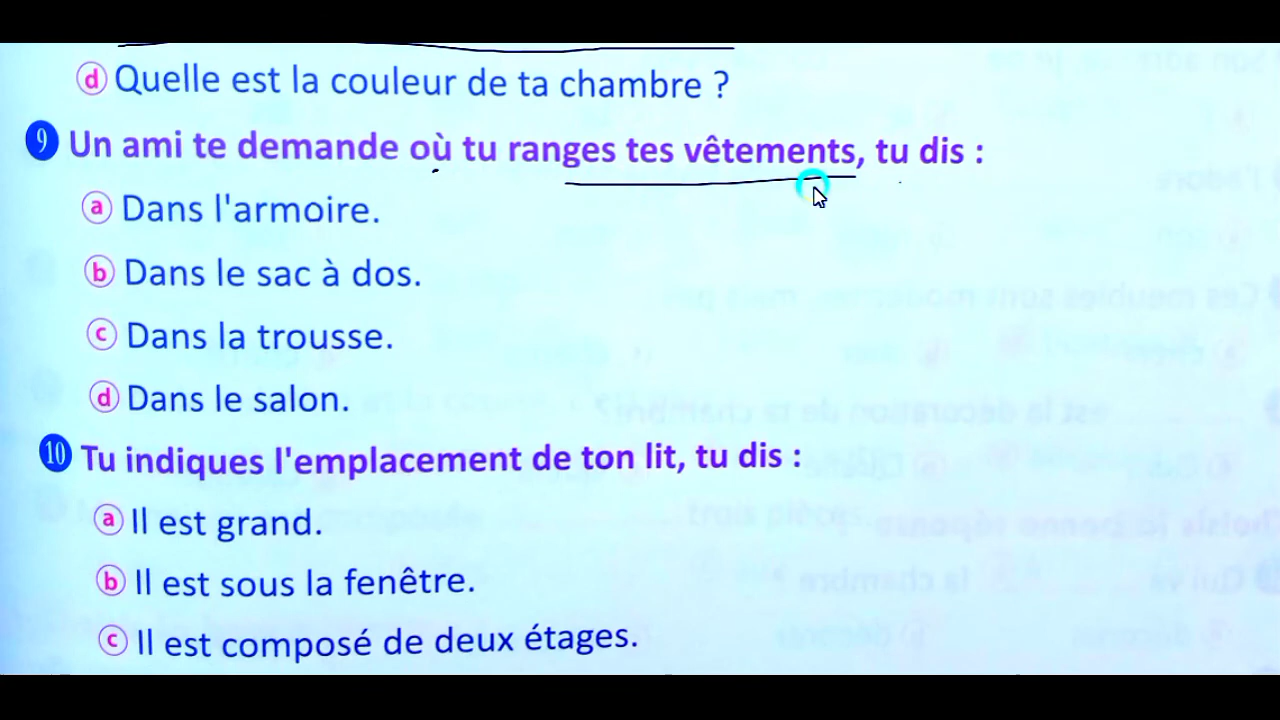 d Quelle est la couleur de ta chambre ?
9 Un ami te demande où tu ranges tes vêtements, tu dis :
a Dans l'armoire.
b Dans le sac à dos.
c Dans la trousse.
d Dans le salon.
10 Tu indiques l'emplacement de ton lit, tu dis :
a Il est grand.
b Il est sous la fenêtre.
c Il est composé de deux étages.